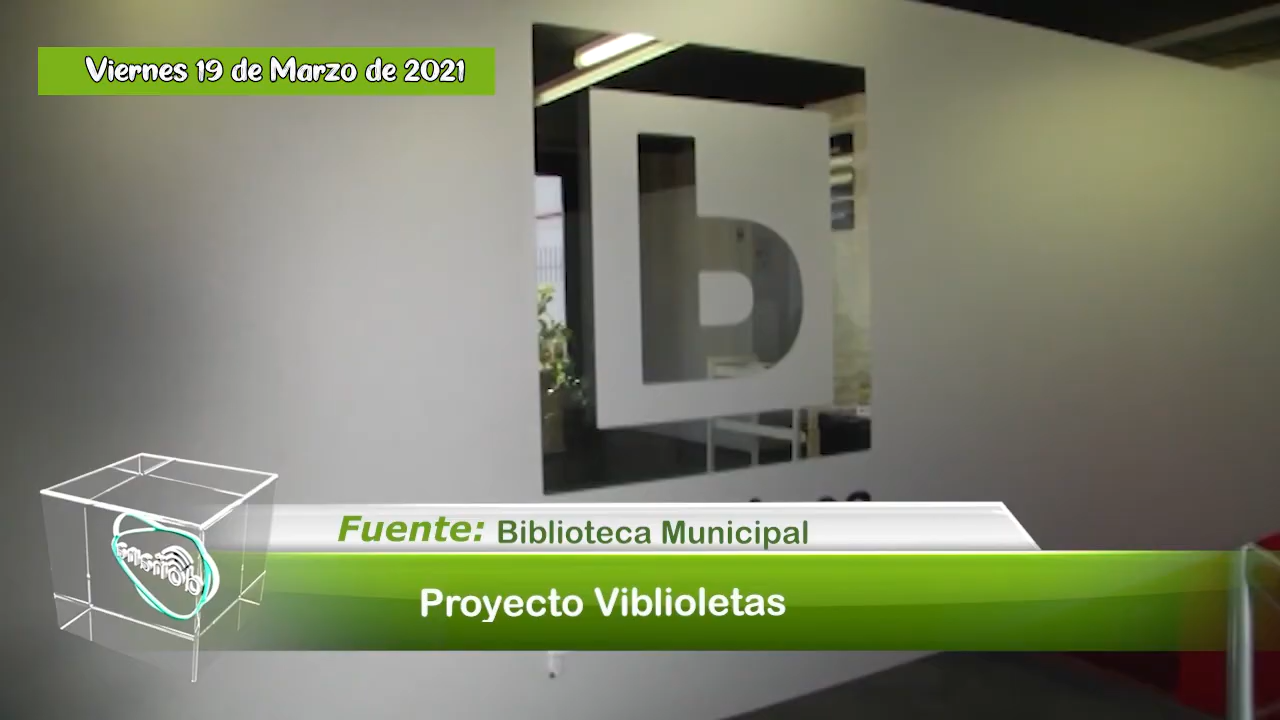 Viernes 19 de Marzo de 2021
b
Fuente: Biblioteca Municipal
Proyecto Viblioletas